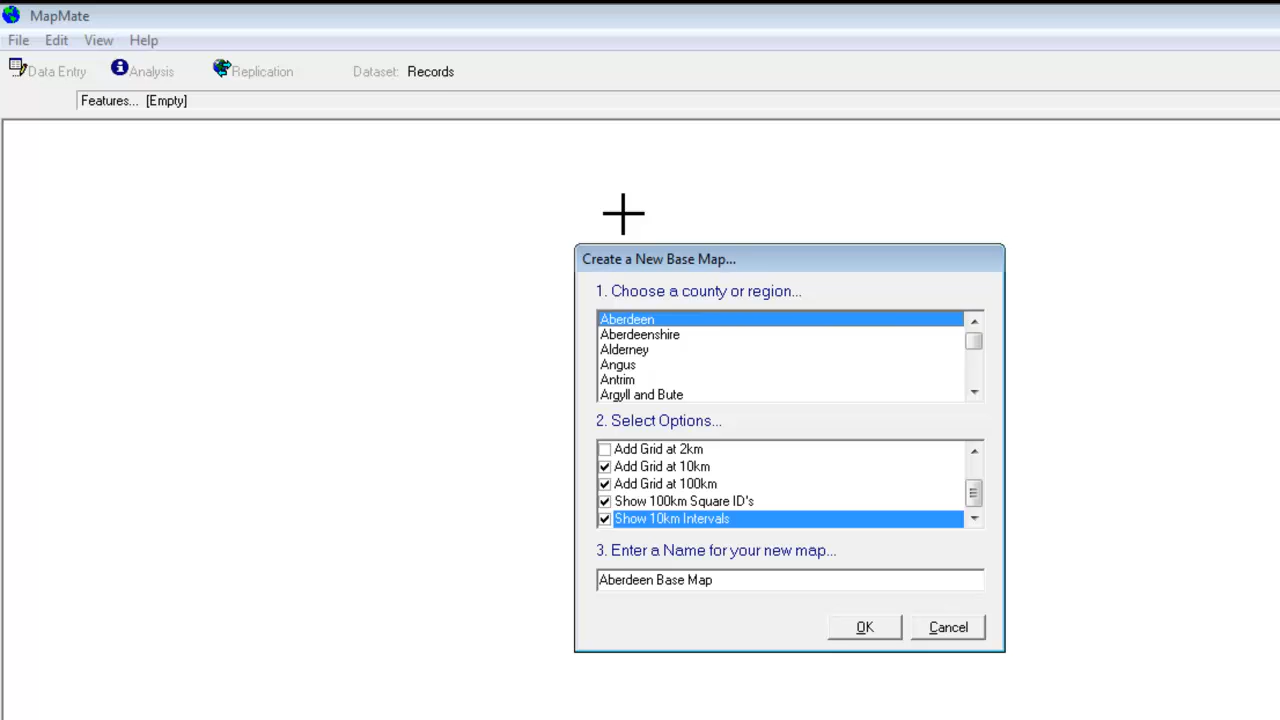 MapMate
File Edit View Help
Data Entry Analysis Replication Dataset: Records
Features... [Empty]
Create a New Base Map...
1. Choose a county or region...
Aberdeen
Aberdeenshire
Alderney
Angus
Antrim
Argyll and Bute
2. Select Options...
Add Grid at 2km
Add Grid at 10km
Add Grid at 100km
Show 100km Square ID's
Show 10km Intervals
3. Enter a Name for your new map...
Aberdeen Base Map
OK Cancel